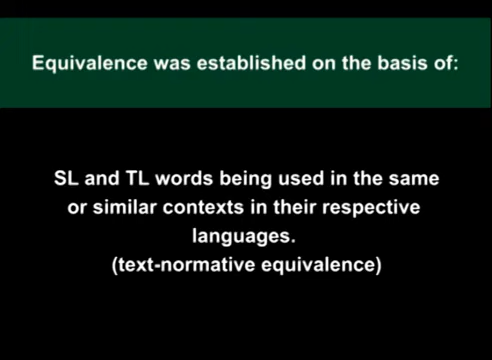 Equivalence was established on the basis of:
SL and TL words being used in the same
or similar contexts in their respective
languages.
(text-normative equivalence)